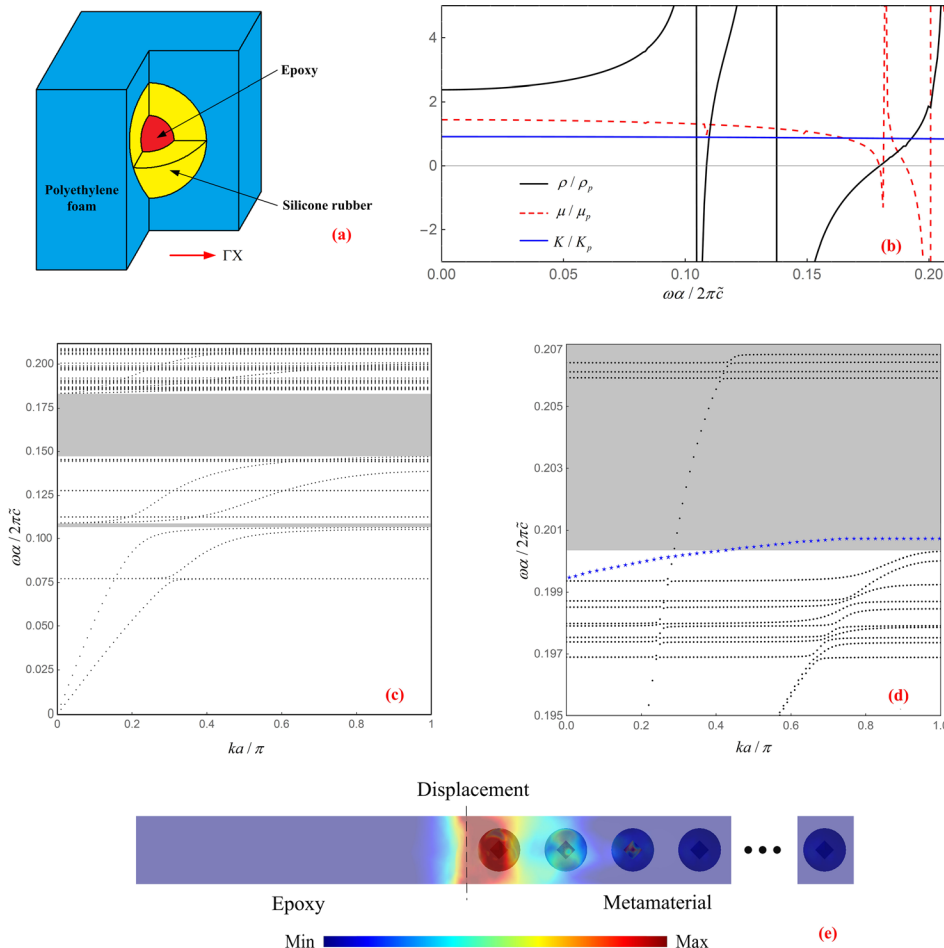 Epoxy
Polyethylene
foam
Silicone rubber
(a)
ΓX
4
2
0
−2
ρ / ρp
μ / μp
K / Kp
(b)
0.00
0.05
0.10
0.15
0.20
ωα / 2πc̃
0.200
0.175
0.150
0.125
0.100
0.075
0.050
0.025
0
ωα / 2πc̃
(c)
0
0.2
0.4
0.6
0.8
1
ka / π
0.207
0.206
0.203
0.201
0.199
0.197
0.195
ωα / 2πc̃
(d)
0.0
0.2
0.4
0.6
0.8
1.0
ka / π
Displacement
Epoxy
Metamaterial
Min
Max
(e)